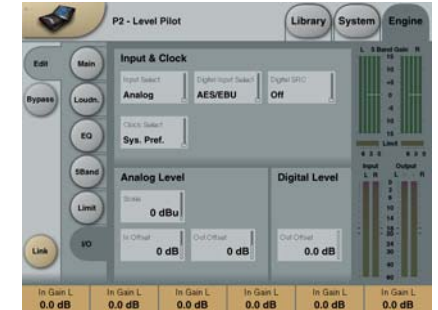 P2 - Level Pilot
Library
System
Engine
Edit
Bypass
Link
Main
Loudn.
EQ
5Band
Limit
I/O
Input & Clock
Input Select
Analog
Digital Input Select
AES/EBU
Digital SRC
Off
Clock Select
Sys. Pref.
Analog Level
Scale
0 dBu
In Offset
0 dB
Out Offset
0 dB
Digital Level
Out Offset
0.0 dB
L 5 Band Gain R
Limit
Input Output
L R L R
In Gain L
0.0 dB
In Gain L
0.0 dB
In Gain L
0.0 dB
In Gain L
0.0 dB
In Gain L
0.0 dB
In Gain L
0.0 dB